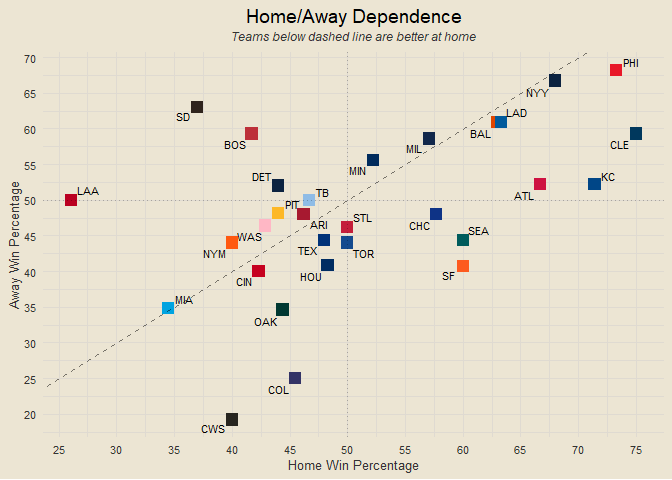 Home/Away Dependence
Teams below dashed line are better at home
70
PHI
65
NYY
SD
LAD
60
BAL
BOS
CLE
MIL
55
MIN
DET
KC
TB
ATL
LAA
50
PIT
ARI
STL
CHC
WAS
SEA
45
NYM
TEX
TOR
CIN
HOU
SF
40
MIA
35
OAK
30
25
COL
20
CWS
25 30 35 40 45 50 55 60 65 70 75
Home Win Percentage
Away Win Percentage